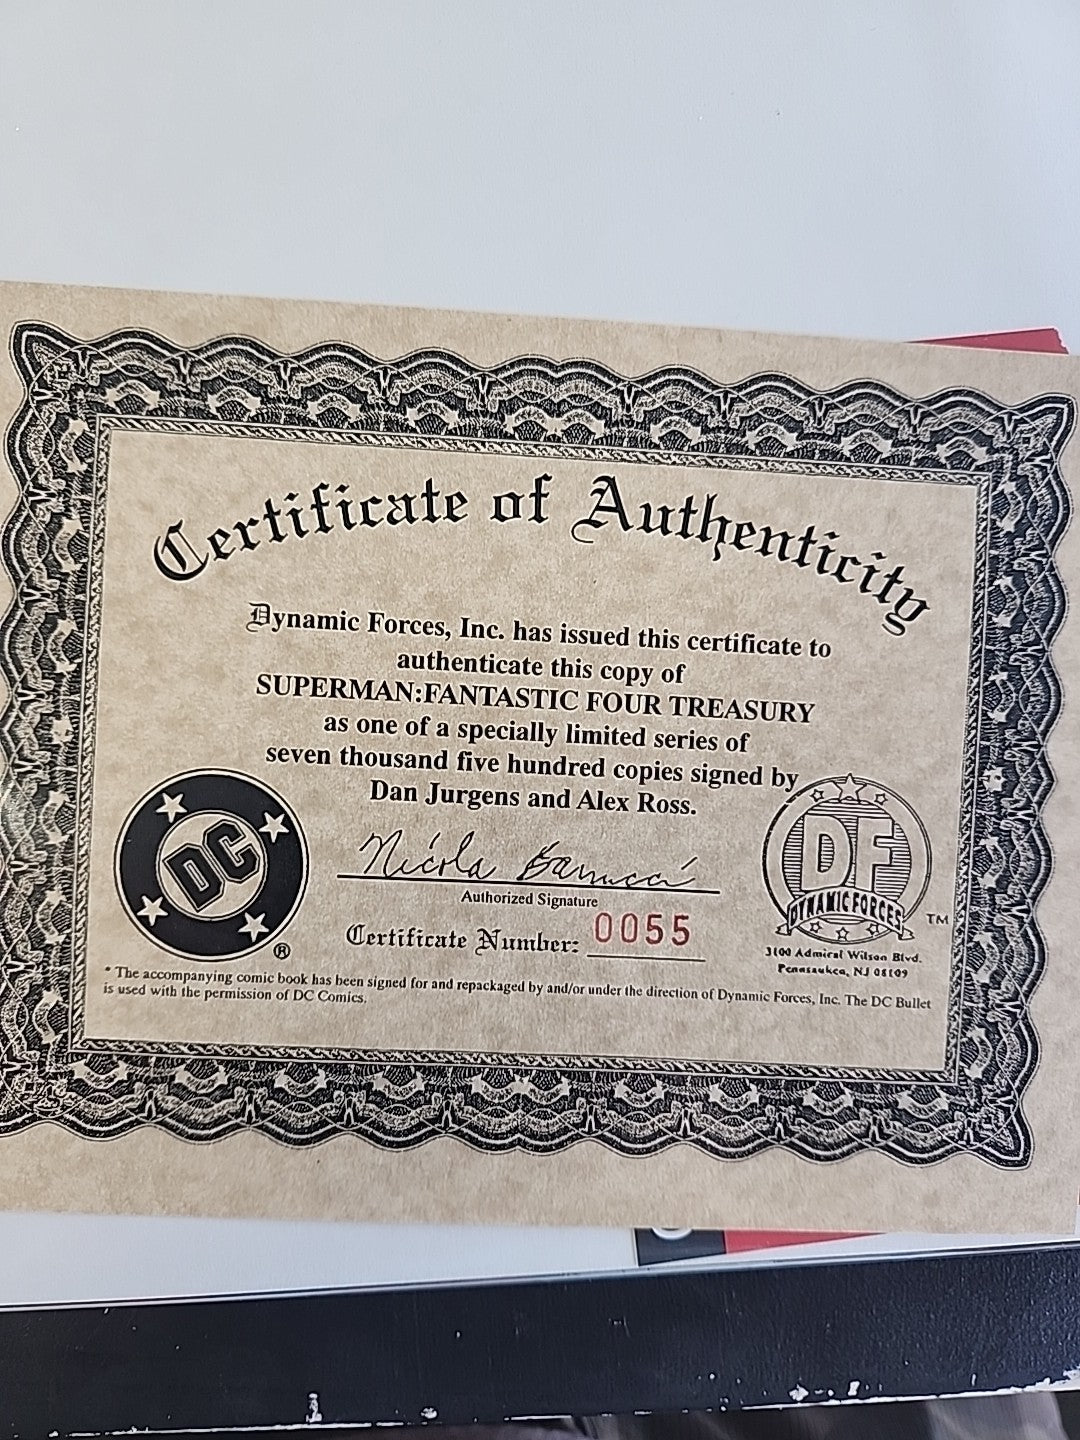 Certificate of Authenticity
Dynamic Forces, Inc. has issued this certificate to
authenticate this copy of
SUPERMAN:FANTASTIC FOUR TREASURY
as one of a specially limited series of
seven thousand five hundred copies signed by
Dan Jurgens and Alex Ross.
DC
®
Nicola Barrucci
Authorized Signature
Certificate Number: 0055
DF
DYNAMIC FORCES
TM
3100 Admiral Wilson Blvd.
Pennsauken, NJ 08109
* The accompanying comic book has been signed for and repackaged by and/or under the direction of Dynamic Forces, Inc. The DC Bullet
is used with the permission of DC Comics.